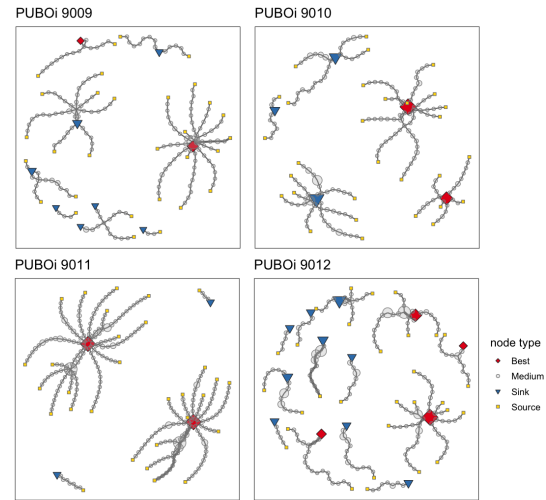 PUBOi 9009
PUBOi 9010
PUBOi 9011
PUBOi 9012
node type
Best
Medium
Sink
Source